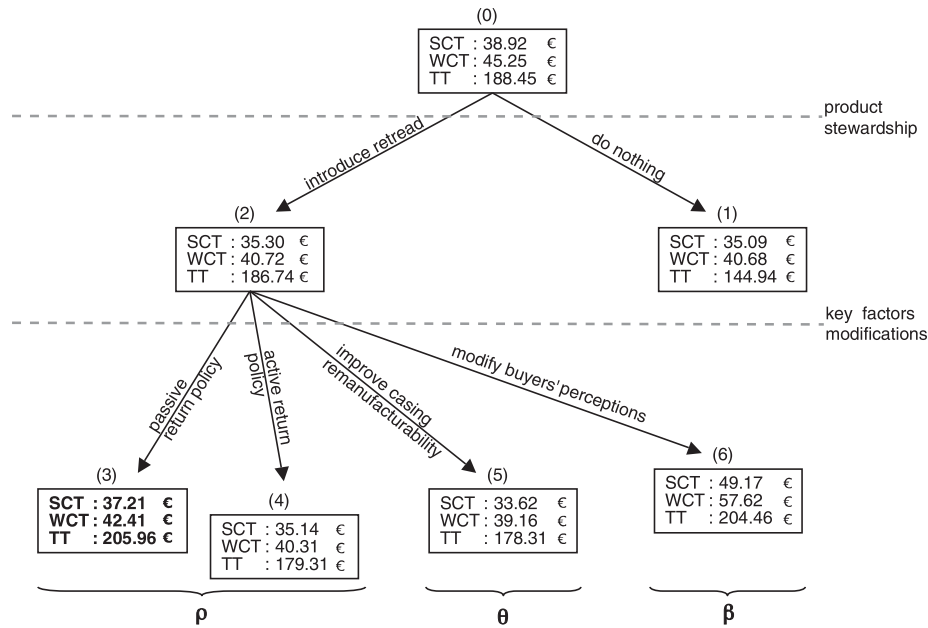 (0)
SCT : 38.92 €
WCT : 45.25 €
TT : 188.45 €
product
stewardship
introduce retread
do nothing
(2)
SCT : 35.30 €
WCT : 40.72 €
TT : 186.74 €
(1)
SCT : 35.09 €
WCT : 40.68 €
TT : 144.94 €
key factors
modifications
passive
return policy
active return
policy
improve casing
remanufacturability
modify buyers' perceptions
(3)
SCT : 37.21 €
WCT : 42.41 €
TT : 205.96 €
(4)
SCT : 35.14 €
WCT : 40.31 €
TT : 179.31 €
(5)
SCT : 33.62 €
WCT : 39.16 €
TT : 178.31 €
(6)
SCT : 49.17 €
WCT : 57.62 €
TT : 204.46 €
ρ
θ
β